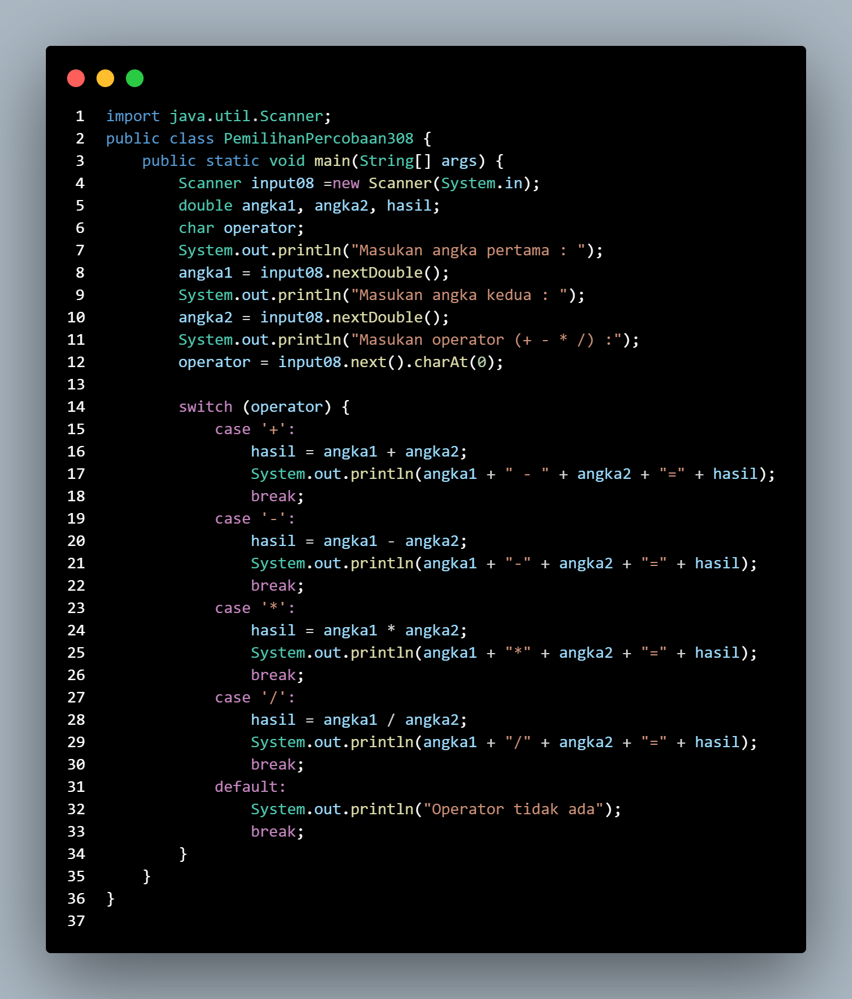 1 import java.util.Scanner;
2 public class PemilihanPercobaan308 {
3     public static void main(String[] args) {
4         Scanner input08 =new Scanner(System.in);
5         double angka1, angka2, hasil;
6         char operator;
7         System.out.println("Masukan angka pertama : ");
8         angka1 = input08.nextDouble();
9         System.out.println("Masukan angka kedua : ");
10         angka2 = input08.nextDouble();
11         System.out.println("Masukan operator (+ - * /) :");
12         operator = input08.next().charAt(0);
13
14         switch (operator) {
15             case '+':
16                 hasil = angka1 + angka2;
17                 System.out.println(angka1 + " - " + angka2 + "=" + hasil);
18                 break;
19             case '-':
20                 hasil = angka1 - angka2;
21                 System.out.println(angka1 + "-" + angka2 + "=" + hasil);
22                 break;
23             case '*':
24                 hasil = angka1 * angka2;
25                 System.out.println(angka1 + "*" + angka2 + "=" + hasil);
26                 break;
27             case '/':
28                 hasil = angka1 / angka2;
29                 System.out.println(angka1 + "/" + angka2 + "=" + hasil);
30                 break;
31             default:
32                 System.out.println("Operator tidak ada");
33                 break;
34         }
35     }
36 }
37